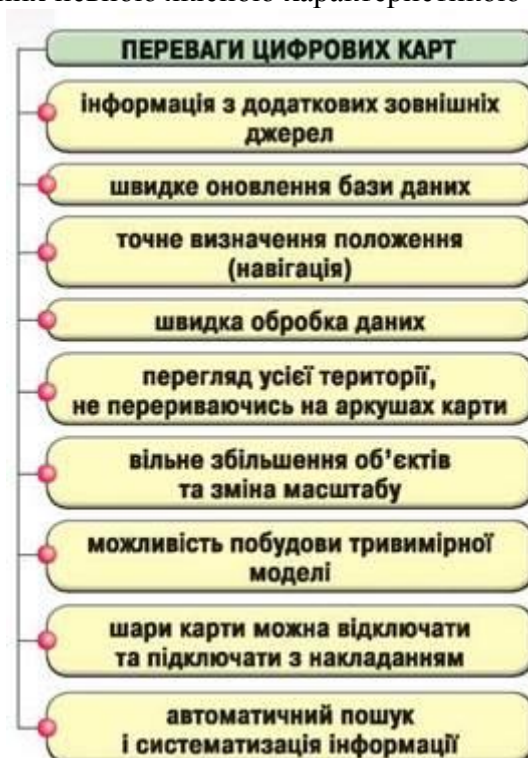 ПЕРЕВАГИ ЦИФРОВИХ КАРТ
інформація з додаткових зовнішніх
джерел
швидке оновлення бази даних
точне визначення положення
(навігація)
швидка обробка даних
перегляд усієї території,
не перериваючись на аркушах карти
вільне збільшення об'єктів
та зміна масштабу
можливість побудови тривимірної
моделі
шари карти можна відключати
та підключати з накладанням
автоматичний пошук
і систематизація інформації